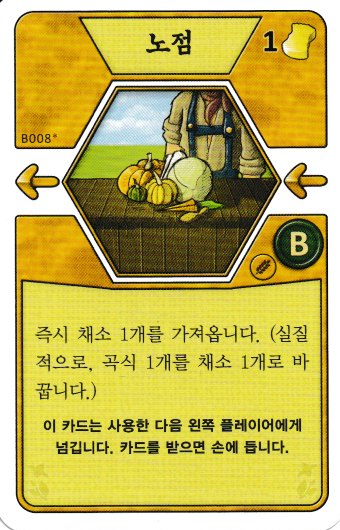 노점
1
B008*
B
즉시 채소 1개를 가져옵니다. (실질
적으로, 곡식 1개를 채소 1개로 바
꿉니다.)
이 카드는 사용한 다음 왼쪽 플레이어에게
넘깁니다. 카드를 받으면 손에 듭니다.